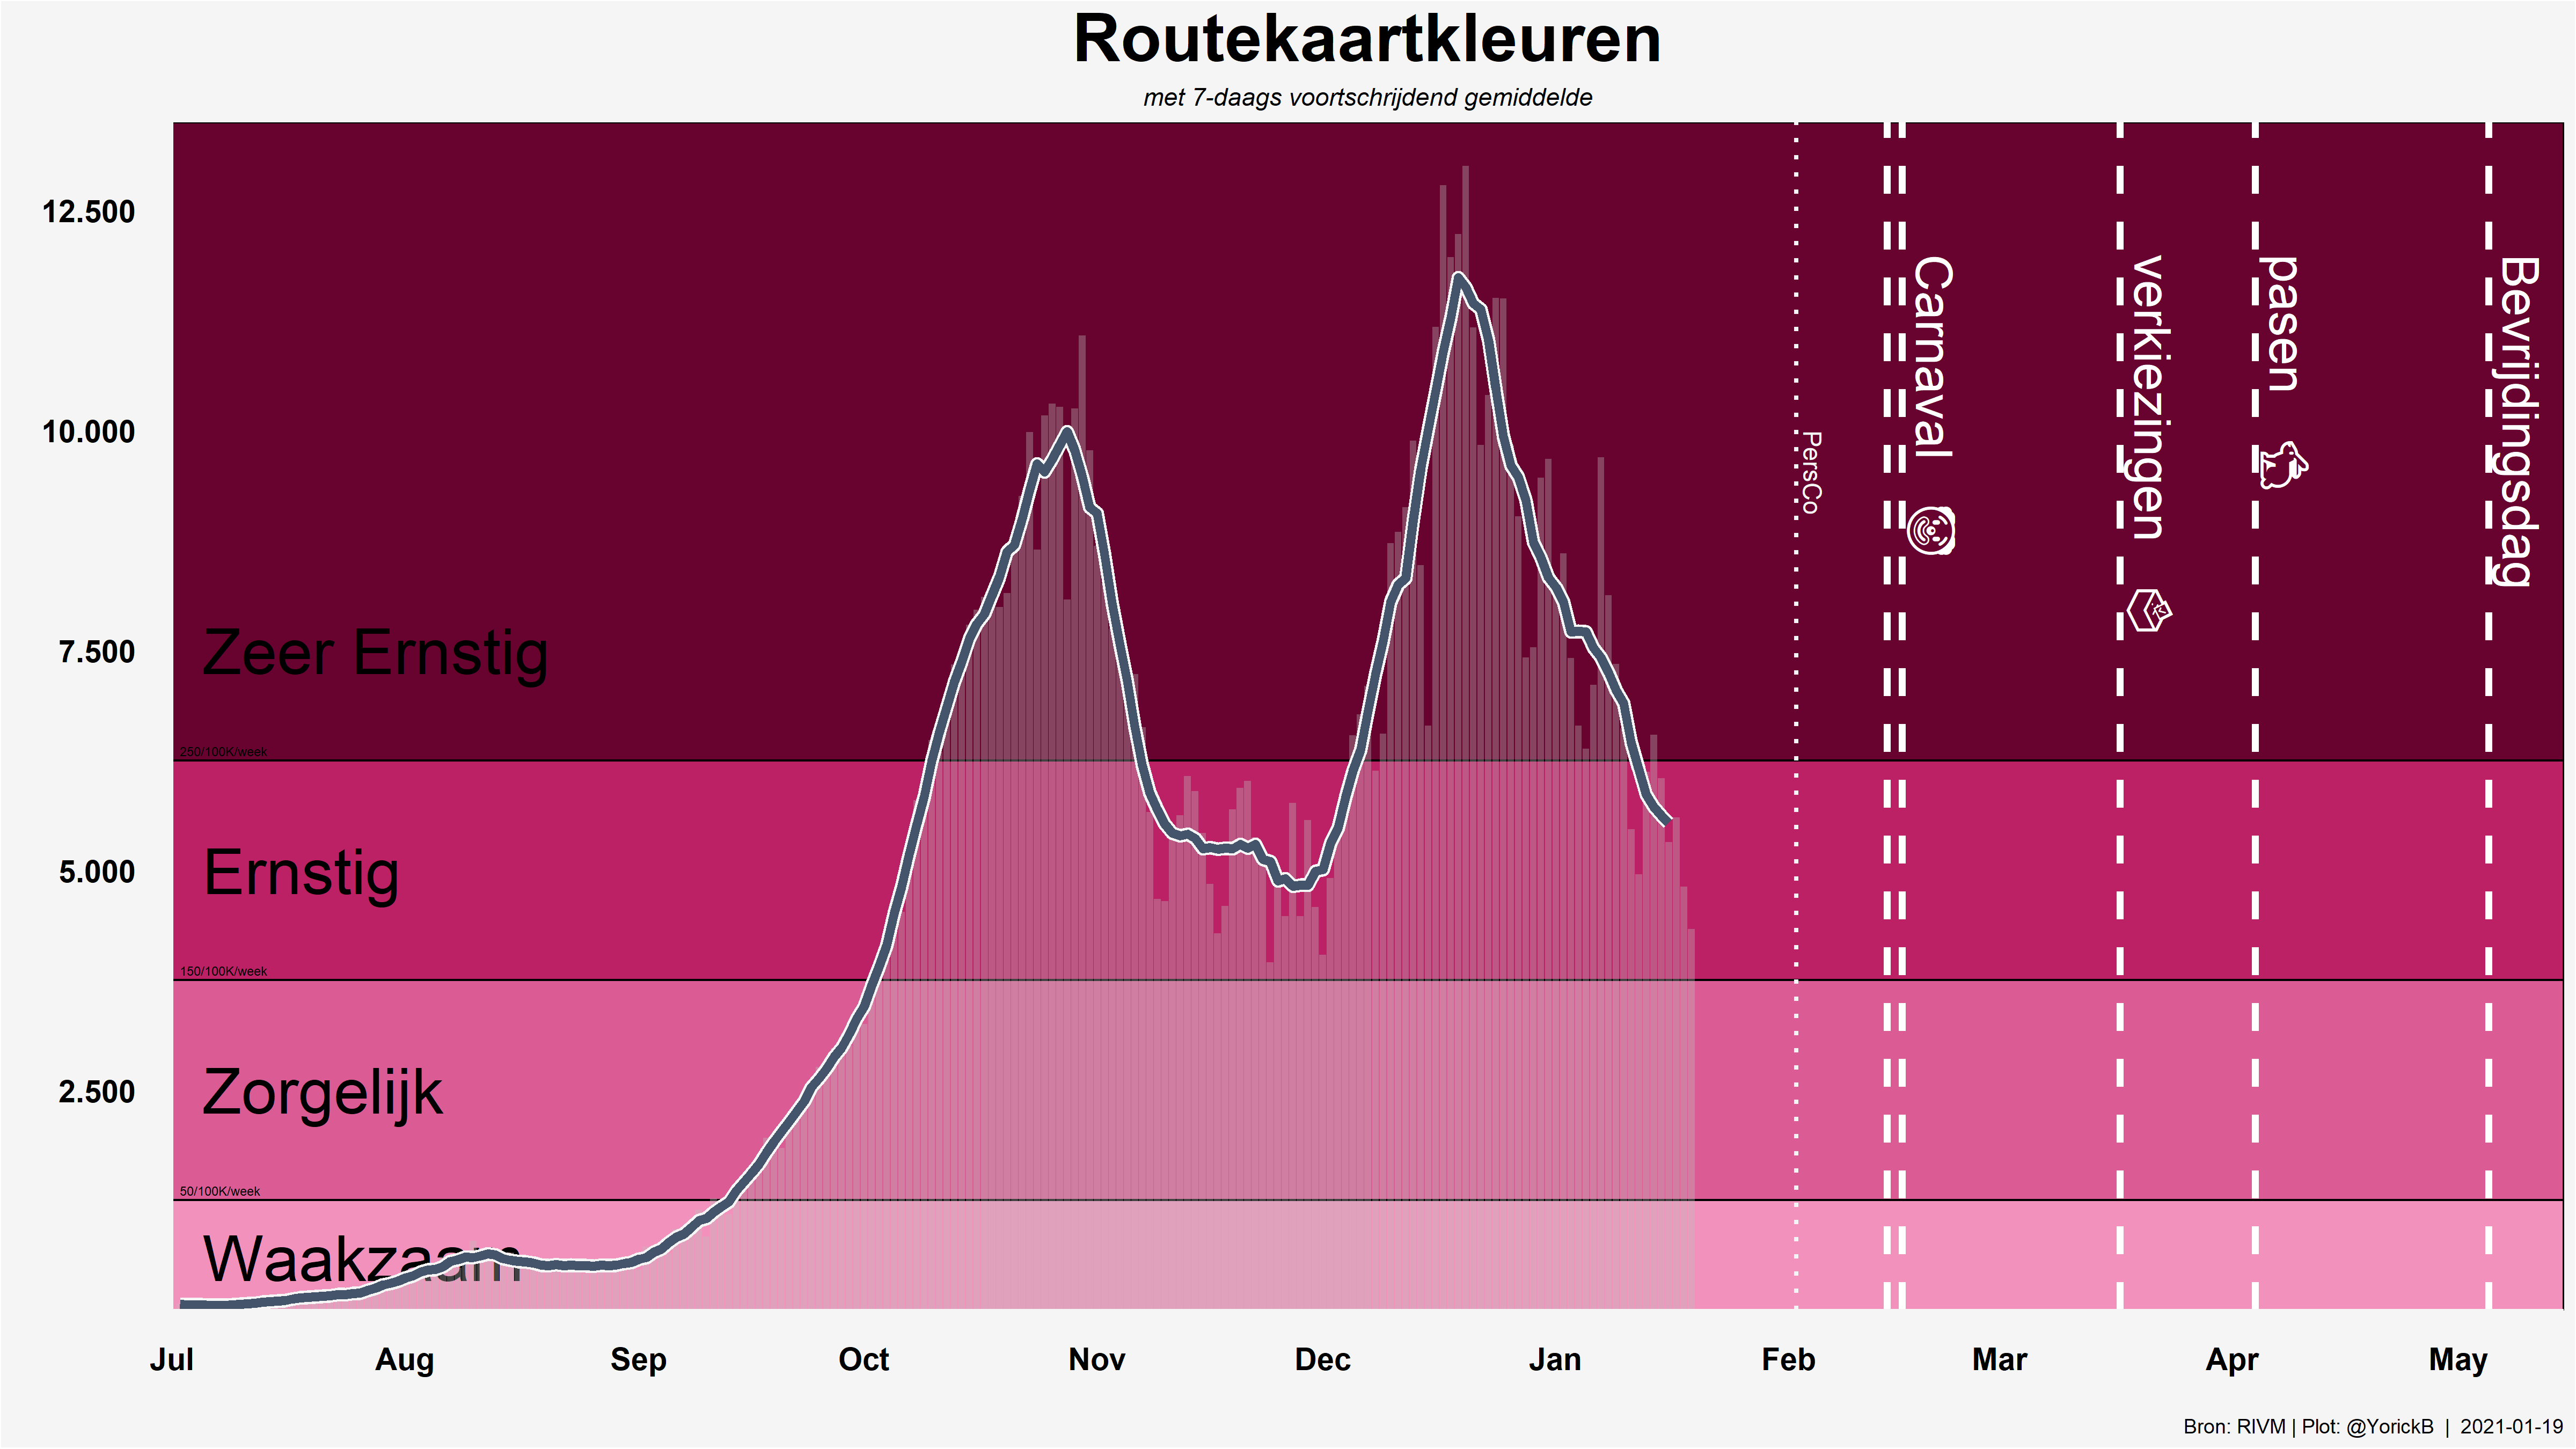 Routekaartkleuren
met 7-daags voortschrijdend gemiddelde
12.500
10.000
7.500
5.000
2.500
Zeer Ernstig
250/100K/week
Ernstig
150/100K/week
Zorgelijk
50/100K/week
Waakzaam
PersCo
Carnaval
verkiezingen
pasen
Bevrijdingsdag
Jul Aug Sep Oct Nov Dec Jan Feb Mar Apr May
Bron: RIVM | Plot: @YorickB | 2021-01-19